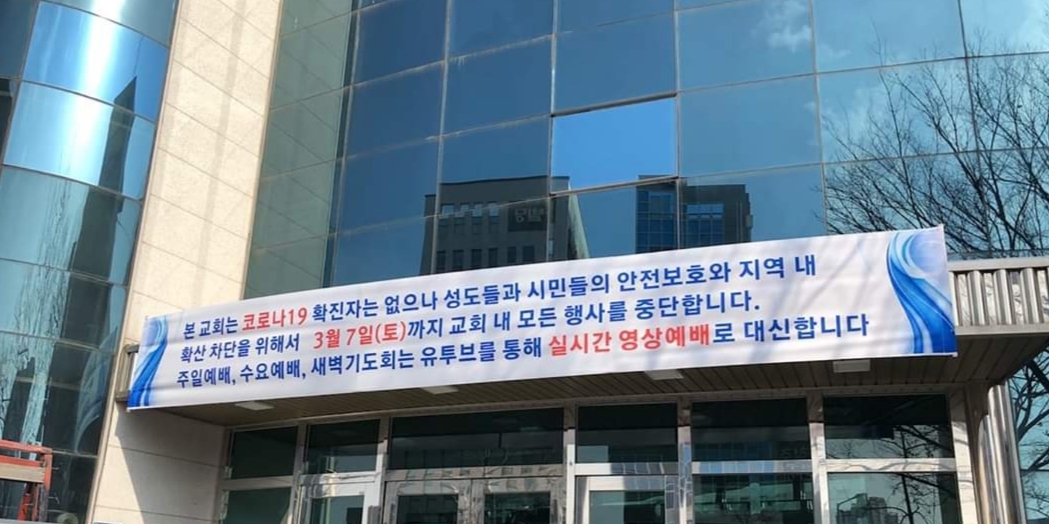 본 교회는 코로나19 확진자는 없으나 성도들과 시민들의 안전보호와 지역 내
확산 차단을 위해서 3월 7일(토)까지 교회 내 모든 행사를 중단합니다.
주일예배, 수요예배, 새벽기도회는 유투브를 통해 실시간 영상예배로 대신합니다